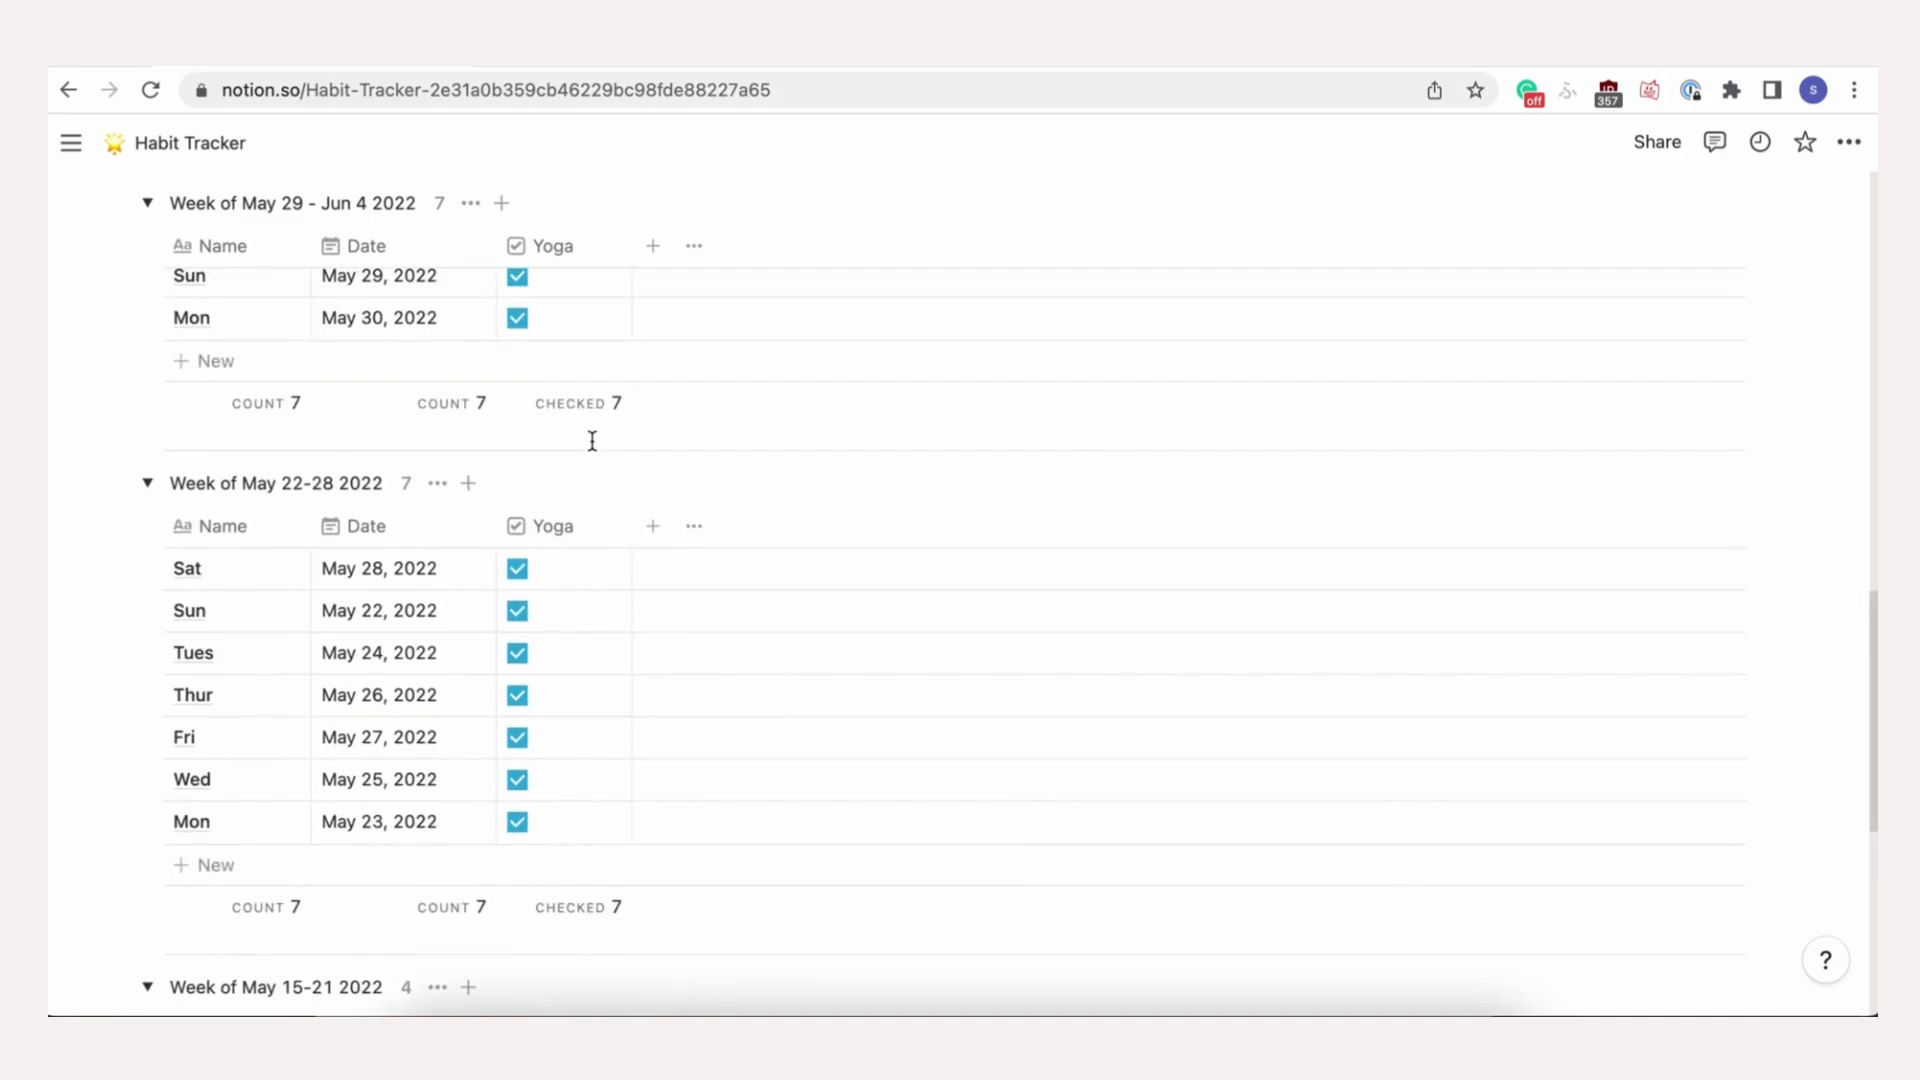 notion.so/Habit-Tracker-2e31a0b359cb46229bc98fde88227a65
off
357
S
Habit Tracker
Share
Week of May 29 - Jun 4 2022 7
Aa Name Date Yoga
Sun May 29, 2022
Mon May 30, 2022
+ New
COUNT 7 COUNT 7 CHECKED 7
Week of May 22-28 2022 7
Aa Name Date Yoga
Sat May 28, 2022
Sun May 22, 2022
Tues May 24, 2022
Thur May 26, 2022
Fri May 27, 2022
Wed May 25, 2022
Mon May 23, 2022
+ New
COUNT 7 COUNT 7 CHECKED 7
?
Week of May 15-21 2022 4